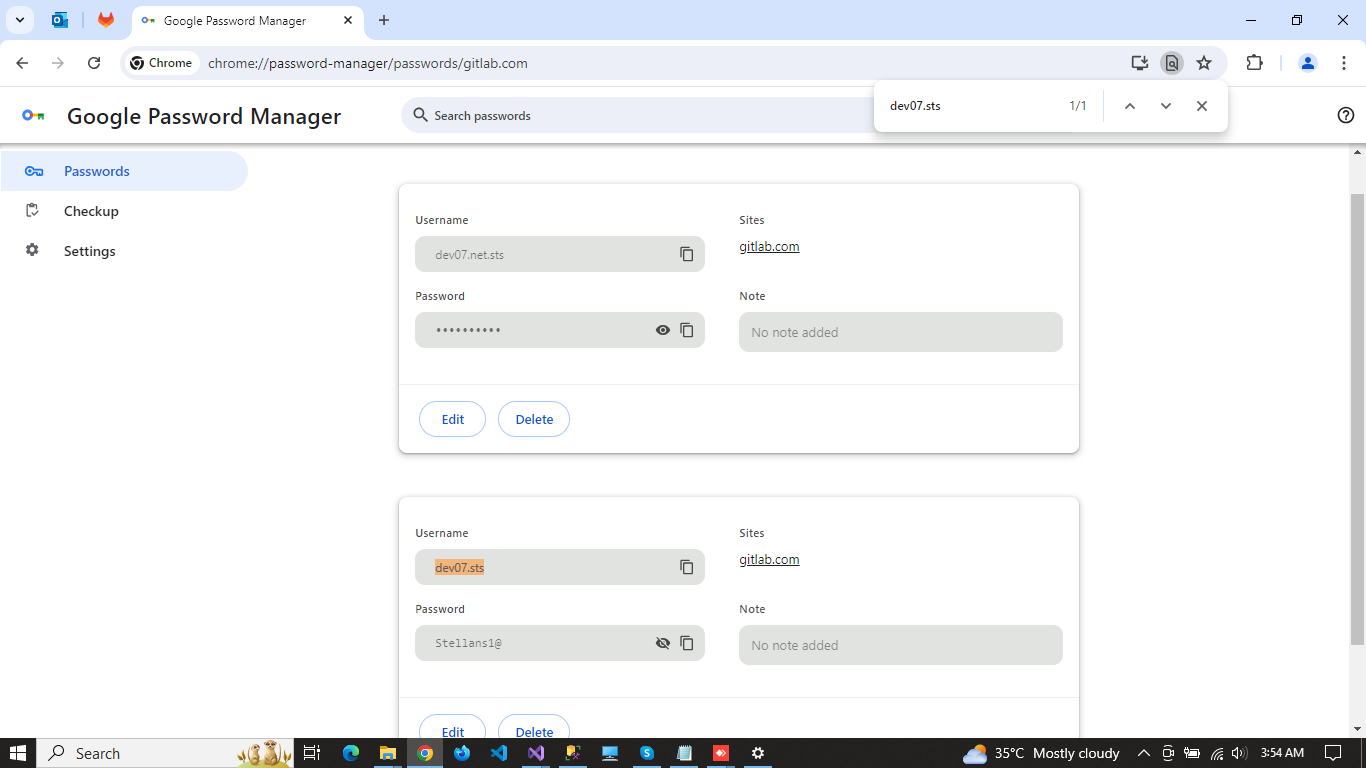 Google Password Manager
Chrome
chrome://password-manager/passwords/gitlab.com
dev07.sts
1/1
Google Password Manager
Search passwords
Passwords
Checkup
Settings
Username
Sites
dev07.net.sts
gitlab.com
Password
Note
••••••••••
No note added
Edit
Delete
Username
Sites
dev07.sts
gitlab.com
Password
Note
Stellans1@
No note added
Edit
Delete
Search
35°C Mostly cloudy
3:54 AM